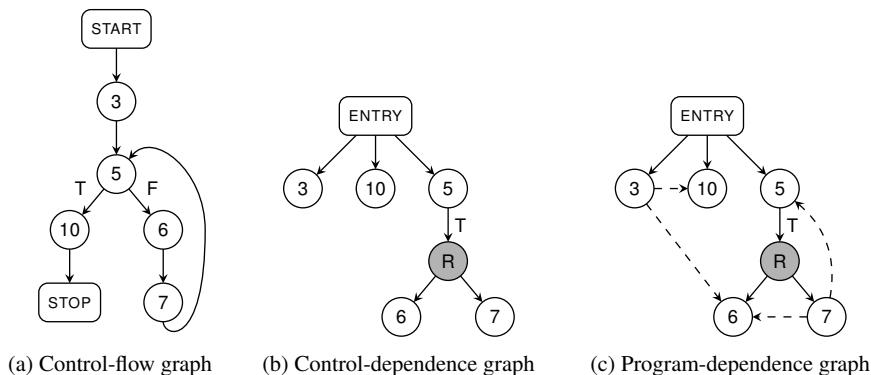 START
3
5
T
F
10
6
STOP
7
(a) Control-flow graph
ENTRY
3
10
5
T
R
6
7
(b) Control-dependence graph
ENTRY
3
10
5
T
R
6
7
(c) Program-dependence graph